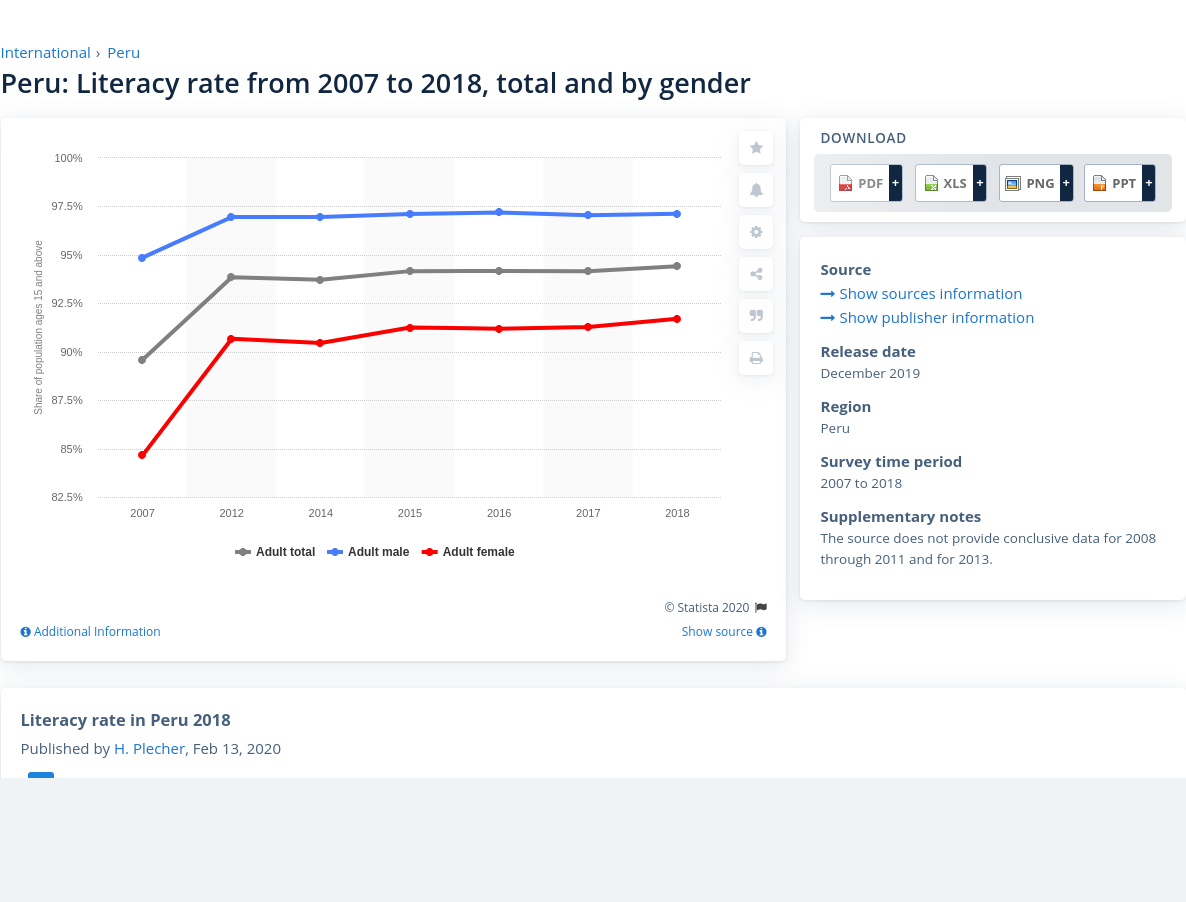 International › Peru
Peru: Literacy rate from 2007 to 2018, total and by gender
100%
97.5%
95%
92.5%
90%
87.5%
85%
82.5%
Share of population ages 15 and above
2007 2012 2014 2015 2016 2017 2018
Adult total Adult male Adult female
© Statista 2020
Additional Information
Show source
DOWNLOAD
PDF + XLS + PNG + PPT +
Source
Show sources information
Show publisher information
Release date
December 2019
Region
Peru
Survey time period
2007 to 2018
Supplementary notes
The source does not provide conclusive data for 2008
through 2011 and for 2013.
Literacy rate in Peru 2018
Published by H. Plecher, Feb 13, 2020